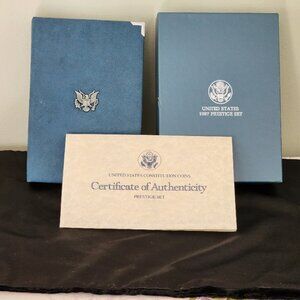 UNITED STATES
1987 PRESTIGE SET
UNITED STATES CONSTITUTION COINS
Certificate of Authenticity
PRESTIGE SET